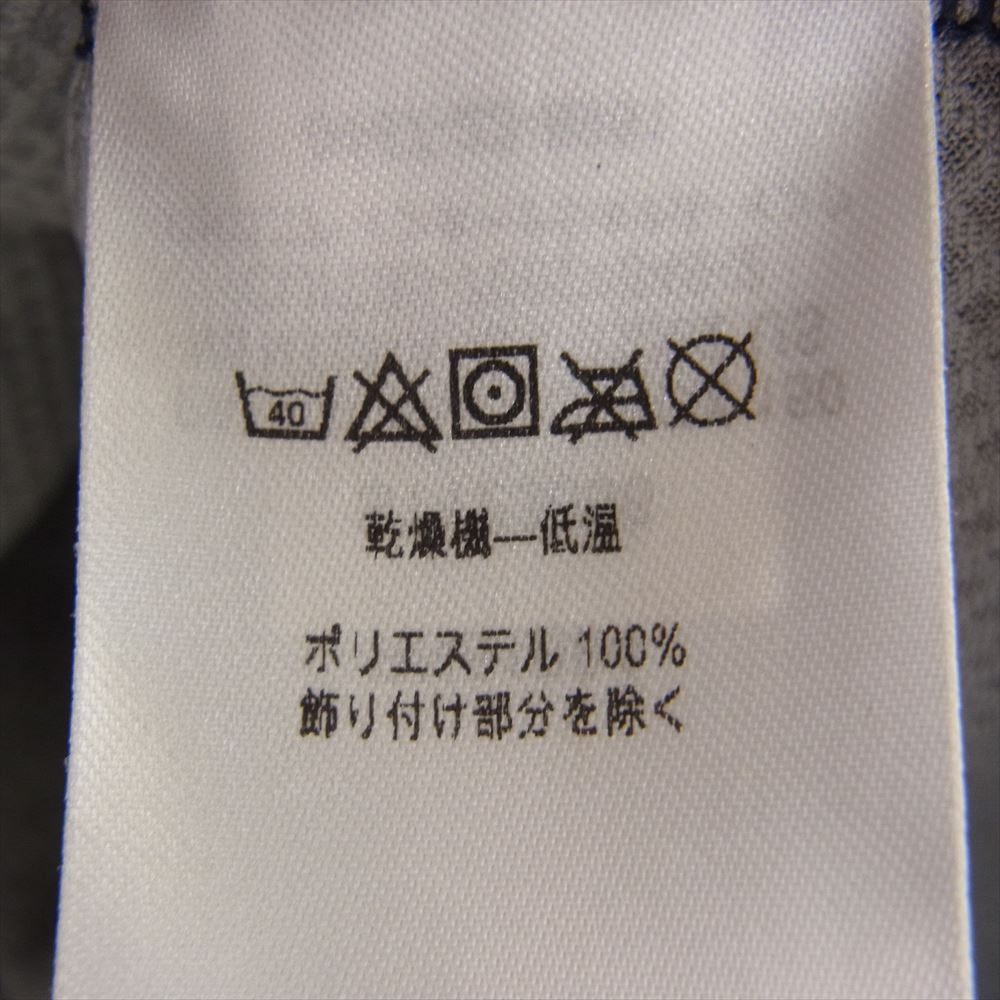 40
乾燥機—低温
ポリエステル 100%
飾り付け部分を除く